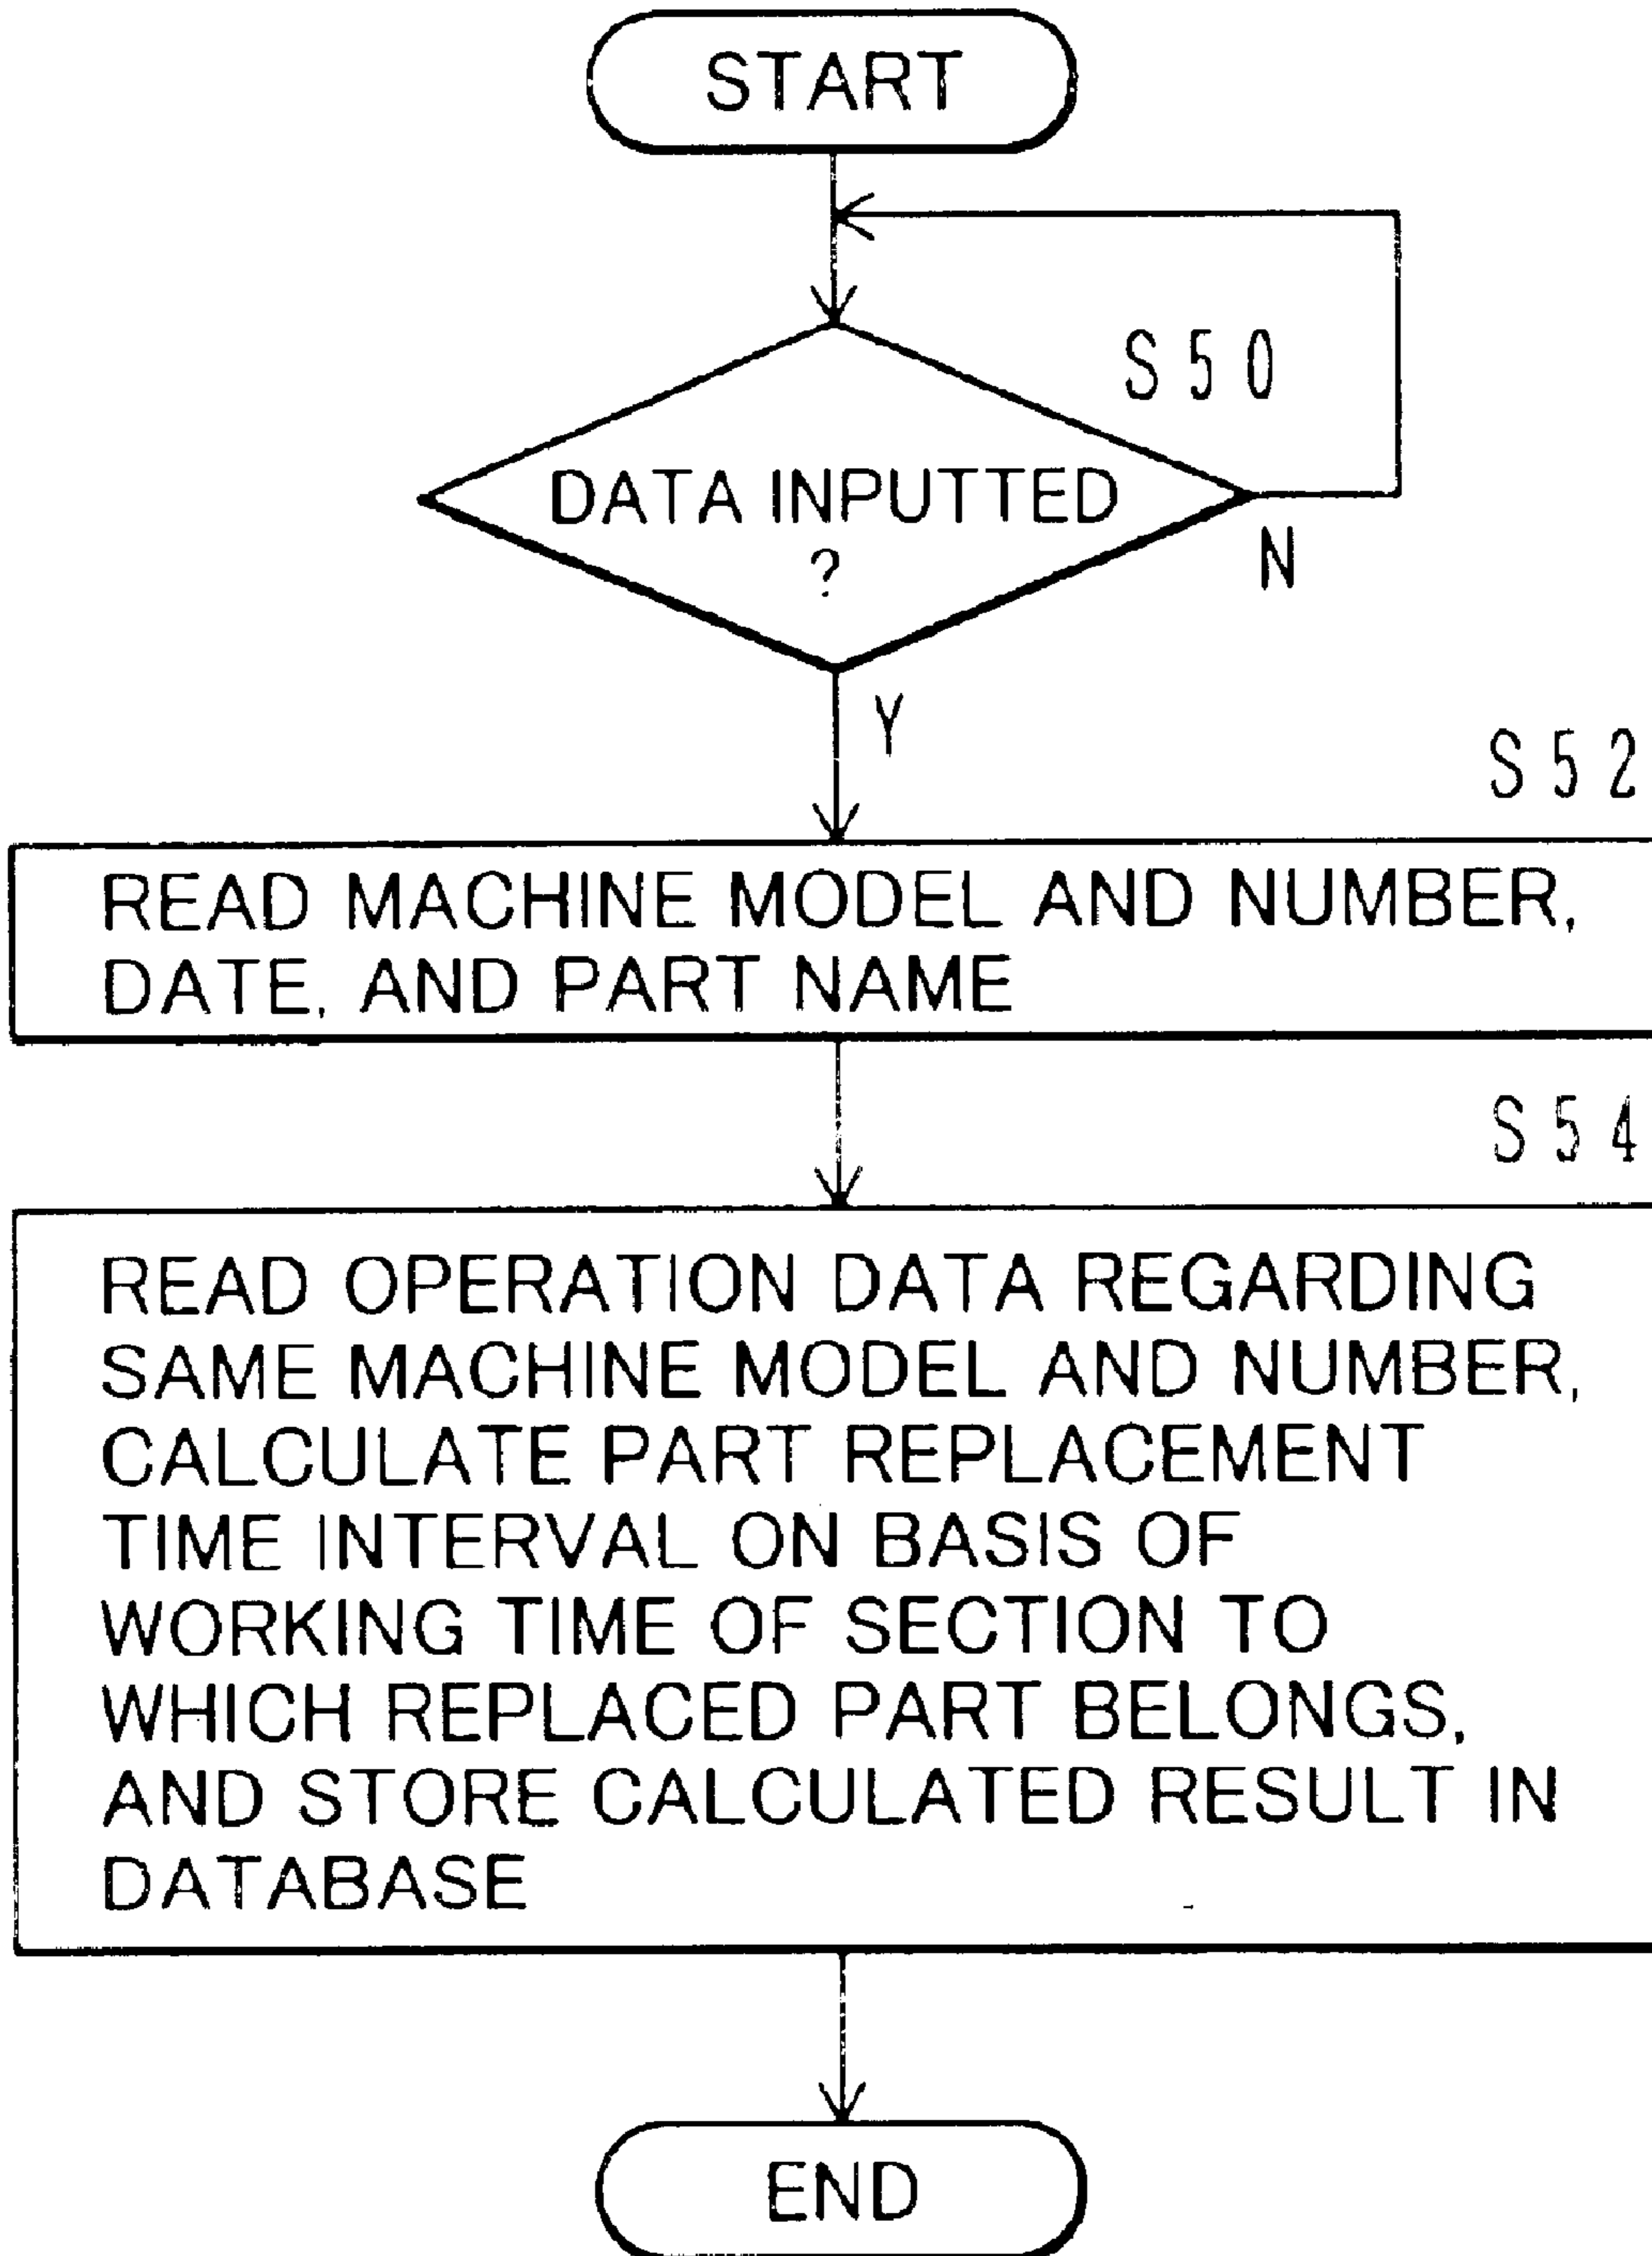 START
S50
DATA INPUTTED
?
N
Y
S52
READ MACHINE MODEL AND NUMBER,
DATE, AND PART NAME
S54
READ OPERATION DATA REGARDING
SAME MACHINE MODEL AND NUMBER,
CALCULATE PART REPLACEMENT
TIME INTERVAL ON BASIS OF
WORKING TIME OF SECTION TO
WHICH REPLACED PART BELONGS,
AND STORE CALCULATED RESULT IN
DATABASE
END